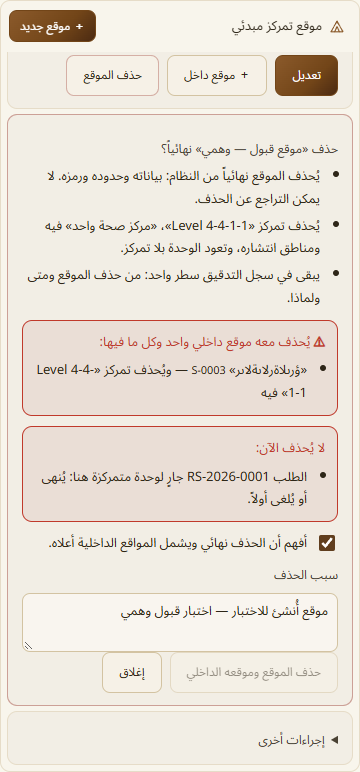 موقع تمركز مبدئي
+ موقع جديد
تعديل
+ موقع داخل
حذف الموقع
حذف «موقع قبول — وهمي» نهائياً؟
يُحذف الموقع نهائياً من النظام: بياناته وحدوده ورمزه. لا
يمكن التراجع عن الحذف.
يُحذف تمركز «Level 4-4-1-1»، «مركز صحة واحد» فيه
ومناطق انتشاره، وتعود الوحدة بلا تمركز.
يبقى في سجل التدقيق سطر واحد: من حذف الموقع ومتى
ولماذا.
يُحذف معه موقع داخلي واحد وكل ما فيها:
S-0003 — ويُحذف تمركز «Level 4-4-
1-1» فيه
لا يُحذف الآن:
الطلب RS-2026-0001 جارٍ لوحدة متمركزة هنا: يُنهى
أو يُلغى أولاً.
أفهم أن الحذف نهائي ويشمل المواقع الداخلية أعلاه.
سبب الحذف
موقع أُنشئ للاختبار — اختبار قبول وهمي
حذف الموقع وموقعه الداخلي
إغلاق
إجراءات أخرى